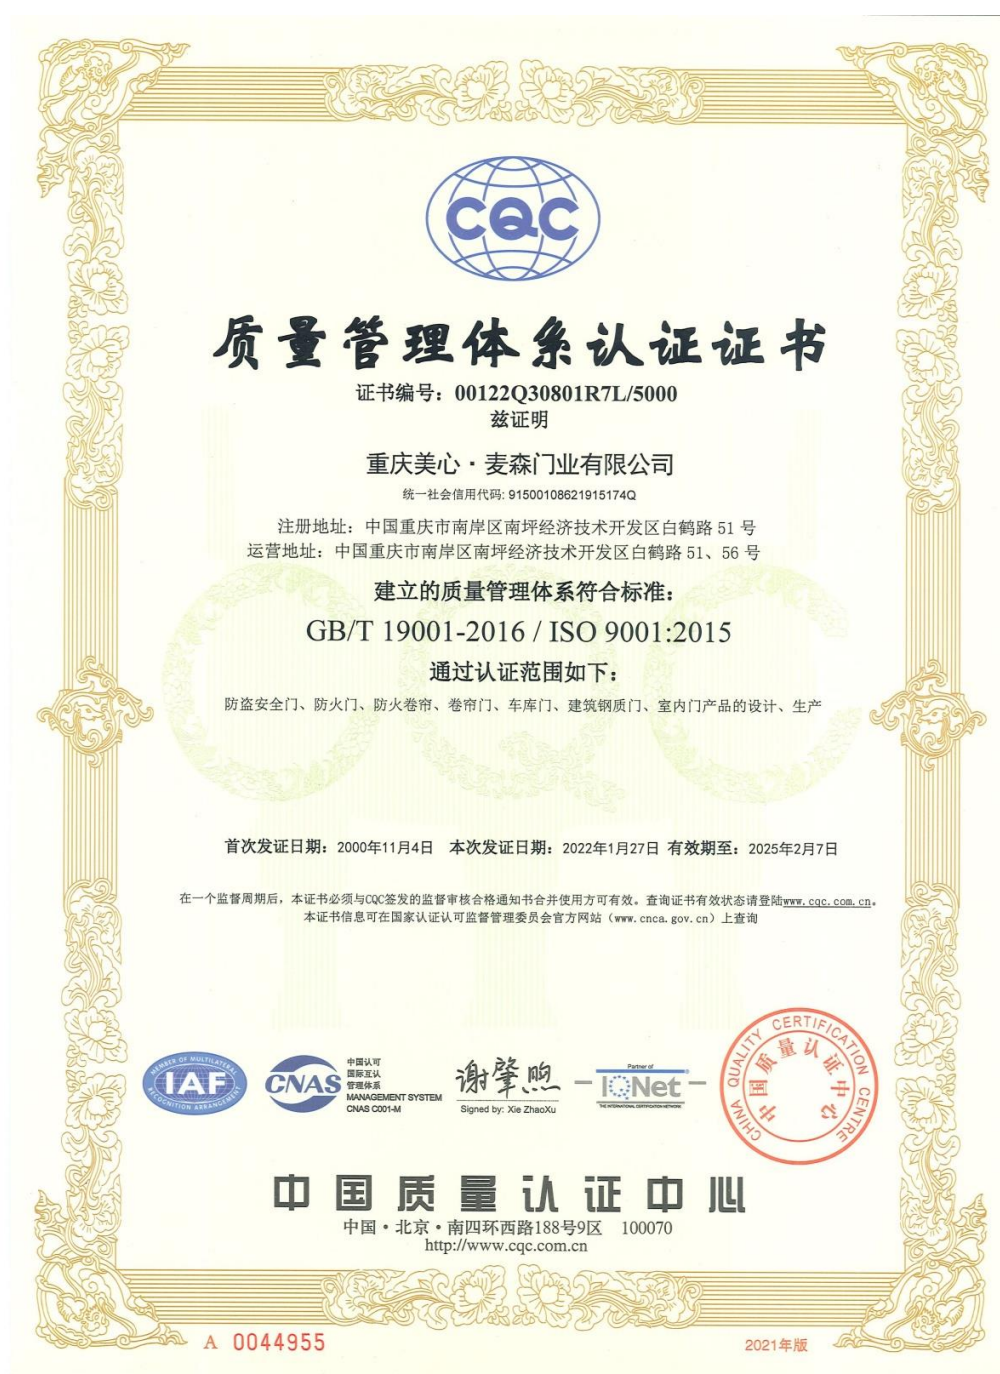 CQC
质量管理体系认证证书
证书编号：00122Q30801R7L/5000
兹证明
重庆美心·麦森门业有限公司
统一社会信用代码: 91500108621915174Q
注册地址：中国重庆市南岸区南坪经济技术开发区白鹤路 51 号
运营地址：中国重庆市南岸区南坪经济技术开发区白鹤路 51、56 号
建立的质量管理体系符合标准：
GB/T 19001-2016 / ISO 9001:2015
通过认证范围如下：
防盗安全门、防火门、防火卷帘、卷帘门、车库门、建筑钢质门、室内门产品的设计、生产
首次发证日期：2000年11月4日 本次发证日期：2022年1月27日 有效期至：2025年2月7日
在一个监督周期后，本证书必须与CQC签发的监督审核合格通知书合并使用方可有效。查询证书有效状态请登陆www.cqc.com.cn。
本证书信息可在国家认证认可监督管理委员会官方网站（www.cnca.gov.cn）上查询
MEMBER OF MULTILATERAL
IAF
RECOGNITION ARRANGEMENT
CNAS
中国认可
国际互认
管理体系
MANAGEMENT SYSTEM
CNAS C001-M
谢肇煦
Signed by: Xie ZhaoXu
Partner of
IQNet
THE INTERNATIONAL CERTIFICATION NETWORK
CHINA QUALITY CERTIFICATION CENTRE
中国质量认证中心
中国质量认证中心
中国·北京·南四环西路188号9区 100070
http://www.cqc.com.cn
A 0044955
2021年版